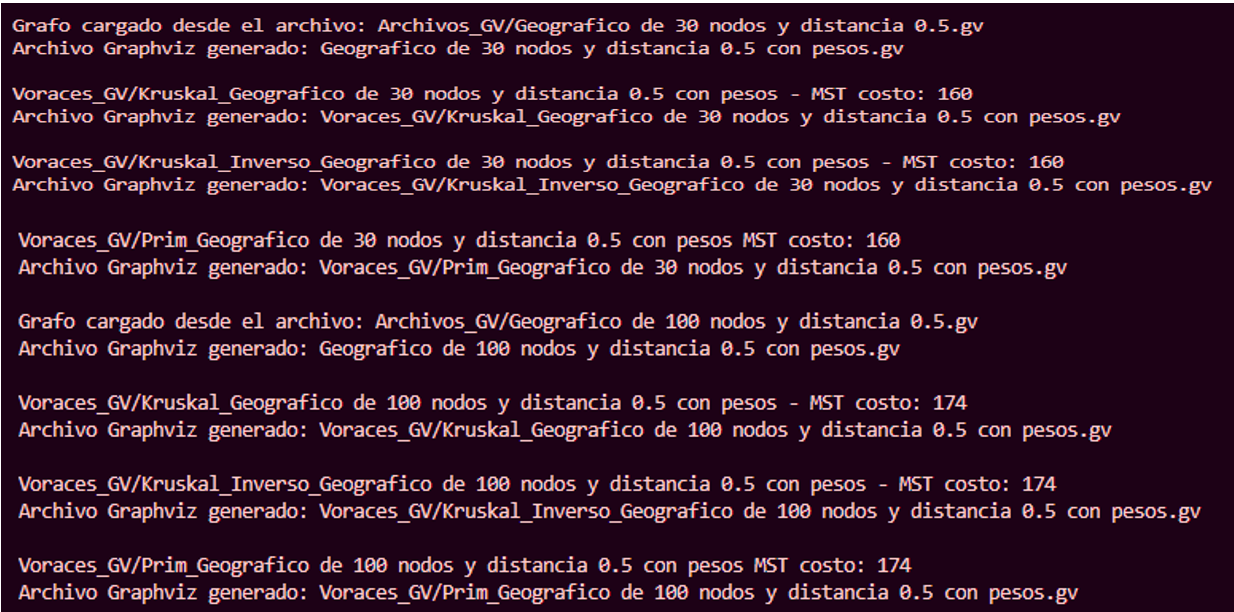 Grafo cargado desde el archivo: Archivos_GV/Geografico de 30 nodos y distancia 0.5.gv
Archivo Graphviz generado: Geografico de 30 nodos y distancia 0.5 con pesos.gv
Voraces_GV/Kruskal_Geografico de 30 nodos y distancia 0.5 con pesos - MST costo: 160
Archivo Graphviz generado: Voraces_GV/Kruskal_Geografico de 30 nodos y distancia 0.5 con pesos.gv
Voraces_GV/Kruskal_Inverso_Geografico de 30 nodos y distancia 0.5 con pesos - MST costo: 160
Archivo Graphviz generado: Voraces_GV/Kruskal_Inverso_Geografico de 30 nodos y distancia 0.5 con pesos.gv
Voraces_GV/Prim_Geografico de 30 nodos y distancia 0.5 con pesos MST costo: 160
Archivo Graphviz generado: Voraces_GV/Prim_Geografico de 30 nodos y distancia 0.5 con pesos.gv
Grafo cargado desde el archivo: Archivos_GV/Geografico de 100 nodos y distancia 0.5.gv
Archivo Graphviz generado: Geografico de 100 nodos y distancia 0.5 con pesos.gv
Voraces_GV/Kruskal_Geografico de 100 nodos y distancia 0.5 con pesos - MST costo: 174
Archivo Graphviz generado: Voraces_GV/Kruskal_Geografico de 100 nodos y distancia 0.5 con pesos.gv
Voraces_GV/Kruskal_Inverso_Geografico de 100 nodos y distancia 0.5 con pesos - MST costo: 174
Archivo Graphviz generado: Voraces_GV/Kruskal_Inverso_Geografico de 100 nodos y distancia 0.5 con pesos.gv
Voraces_GV/Prim_Geografico de 100 nodos y distancia 0.5 con pesos MST costo: 174
Archivo Graphviz generado: Voraces_GV/Prim_Geografico de 100 nodos y distancia 0.5 con pesos.gv